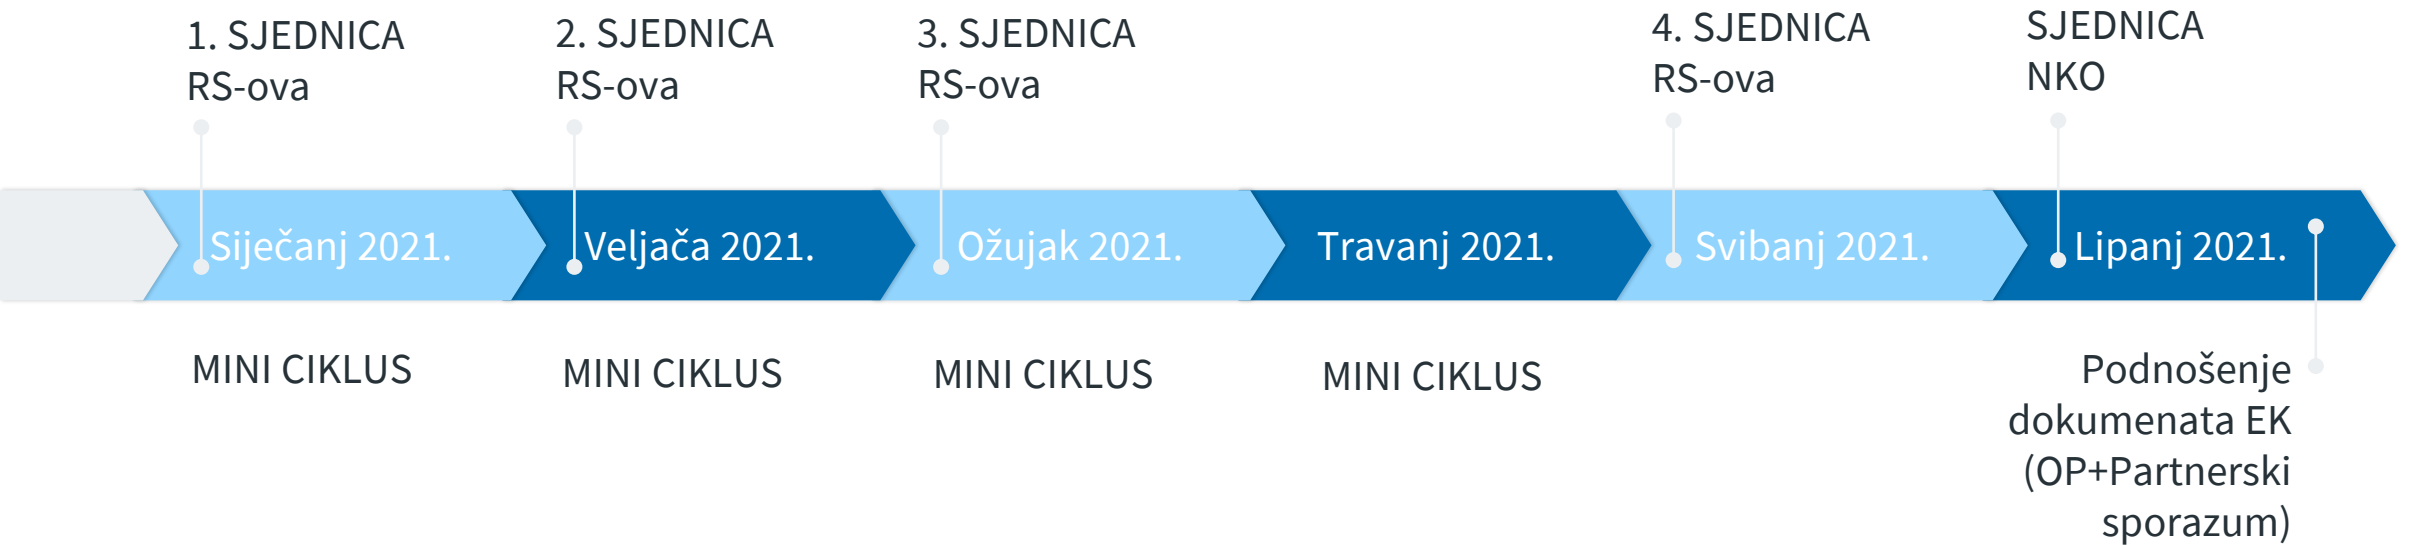 1. SJEDNICA
RS-ova
2. SJEDNICA
RS-ova
3. SJEDNICA
RS-ova
4. SJEDNICA
RS-ova
SJEDNICA
NKO
Siječanj 2021.
Veljača 2021.
Ožujak 2021.
Travanj 2021.
Svibanj 2021.
Lipanj 2021.
MINI CIKLUS
MINI CIKLUS
MINI CIKLUS
MINI CIKLUS
Podnošenje
dokumenata EK
(OP+Partnerski
sporazum)